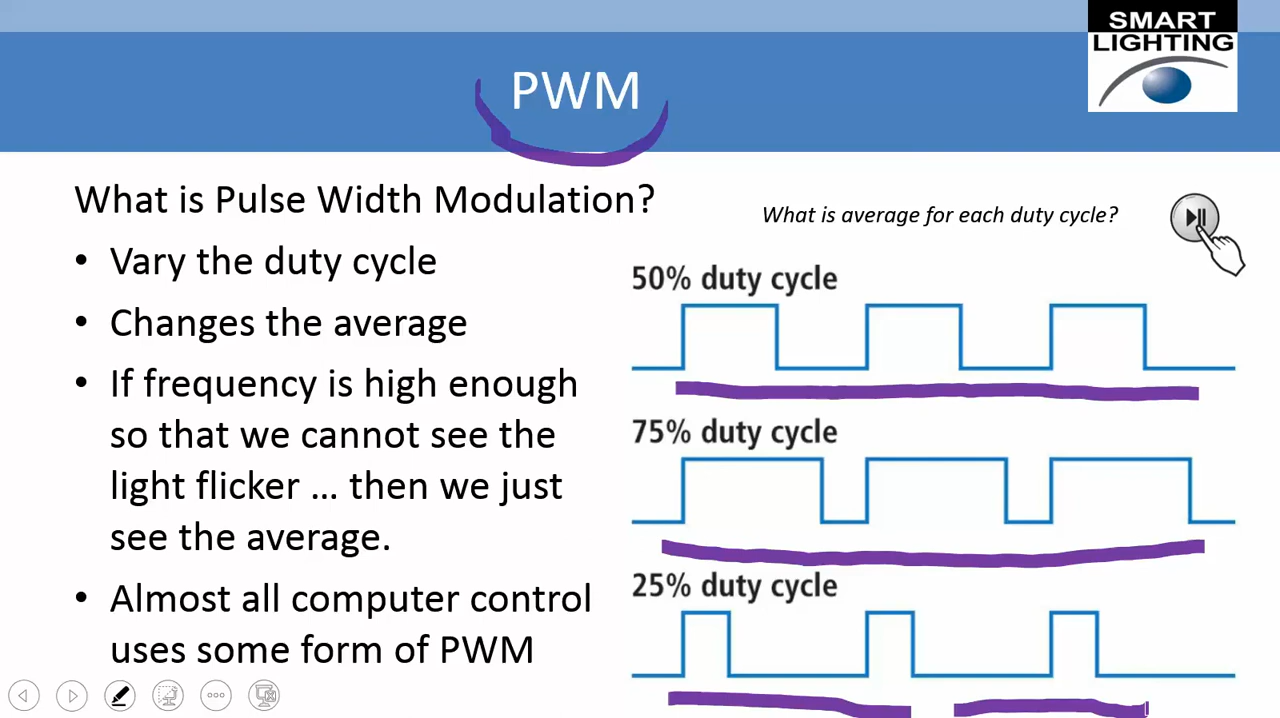 SMART
LIGHTING
PWM
What is Pulse Width Modulation?
• Vary the duty cycle
• Changes the average
• If frequency is high enough
so that we cannot see the
light flicker … then we just
see the average.
• Almost all computer control
uses some form of PWM
What is average for each duty cycle?
50% duty cycle
75% duty cycle
25% duty cycle